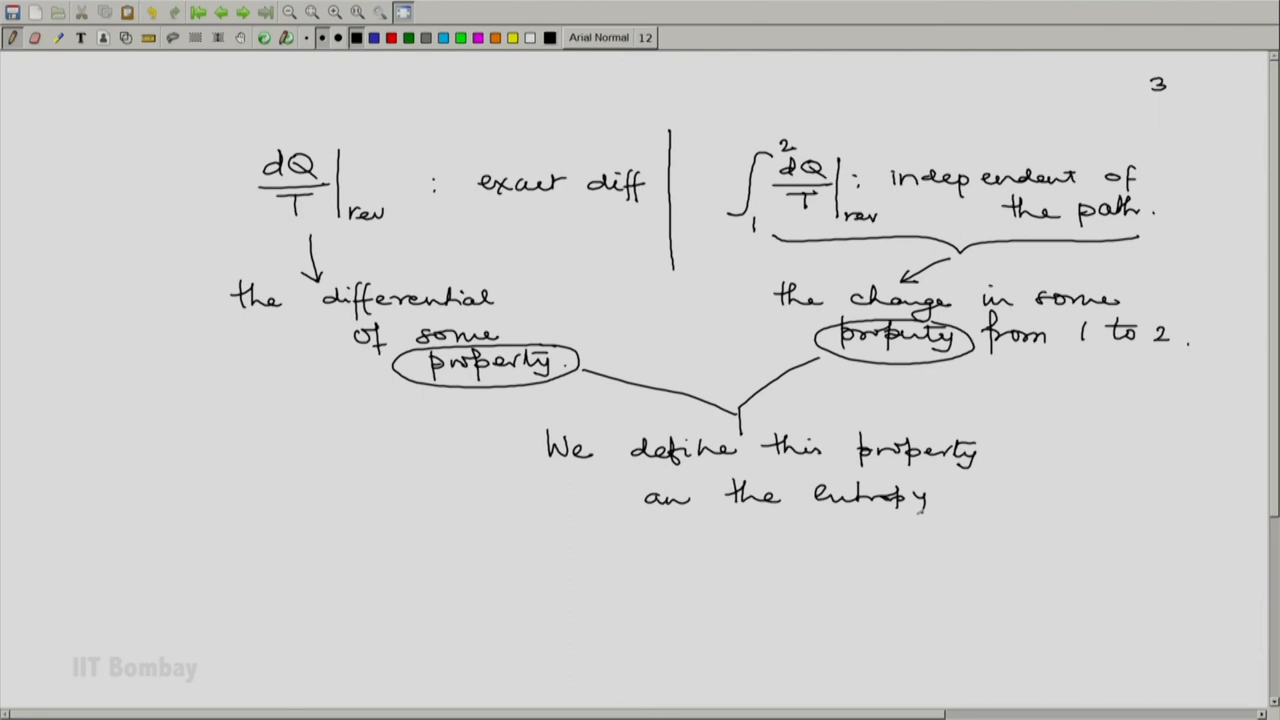 Arial Normal 12
3
dQ/T|rev : exact diff
∫₁² dQ/T|rev : independent of
the path.
the differential
of some
property.
the change in some
property from 1 to 2.
We define this property
as the entropy
IIT Bombay